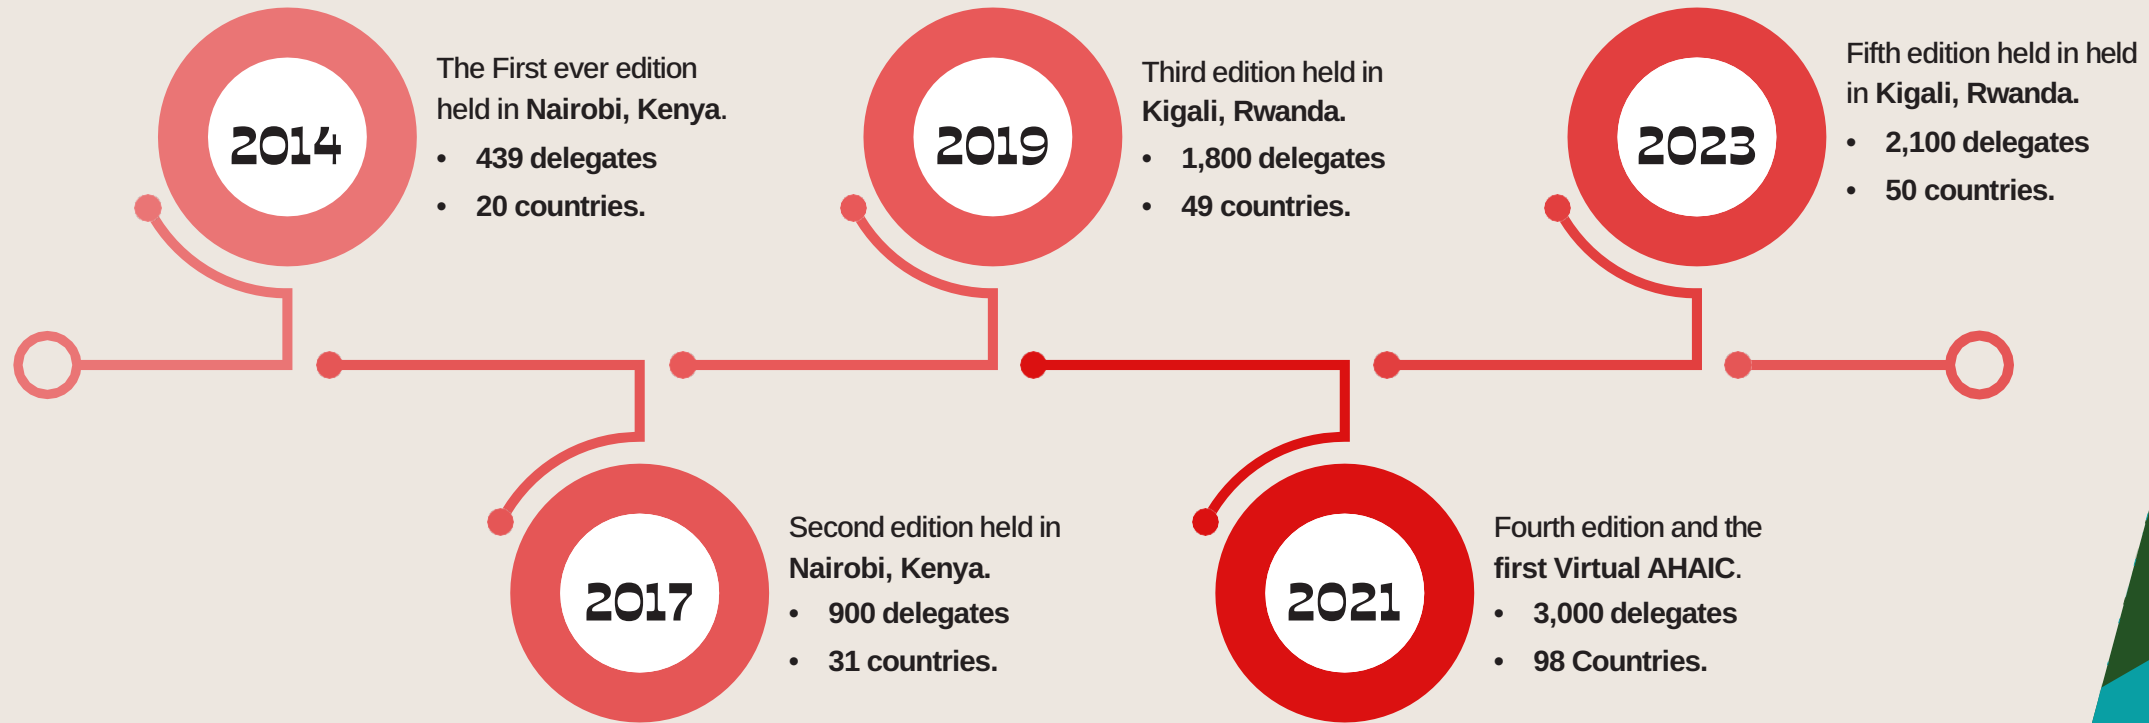 2014
The First ever edition
held in Nairobi, Kenya.
• 439 delegates
• 20 countries.
2017
Second edition held in
Nairobi, Kenya.
• 900 delegates
• 31 countries.
2019
Third edition held in
Kigali, Rwanda.
• 1,800 delegates
• 49 countries.
2021
Fourth edition and the
first Virtual AHAIC.
• 3,000 delegates
• 98 Countries.
2023
Fifth edition held in held
in Kigali, Rwanda.
• 2,100 delegates
• 50 countries.